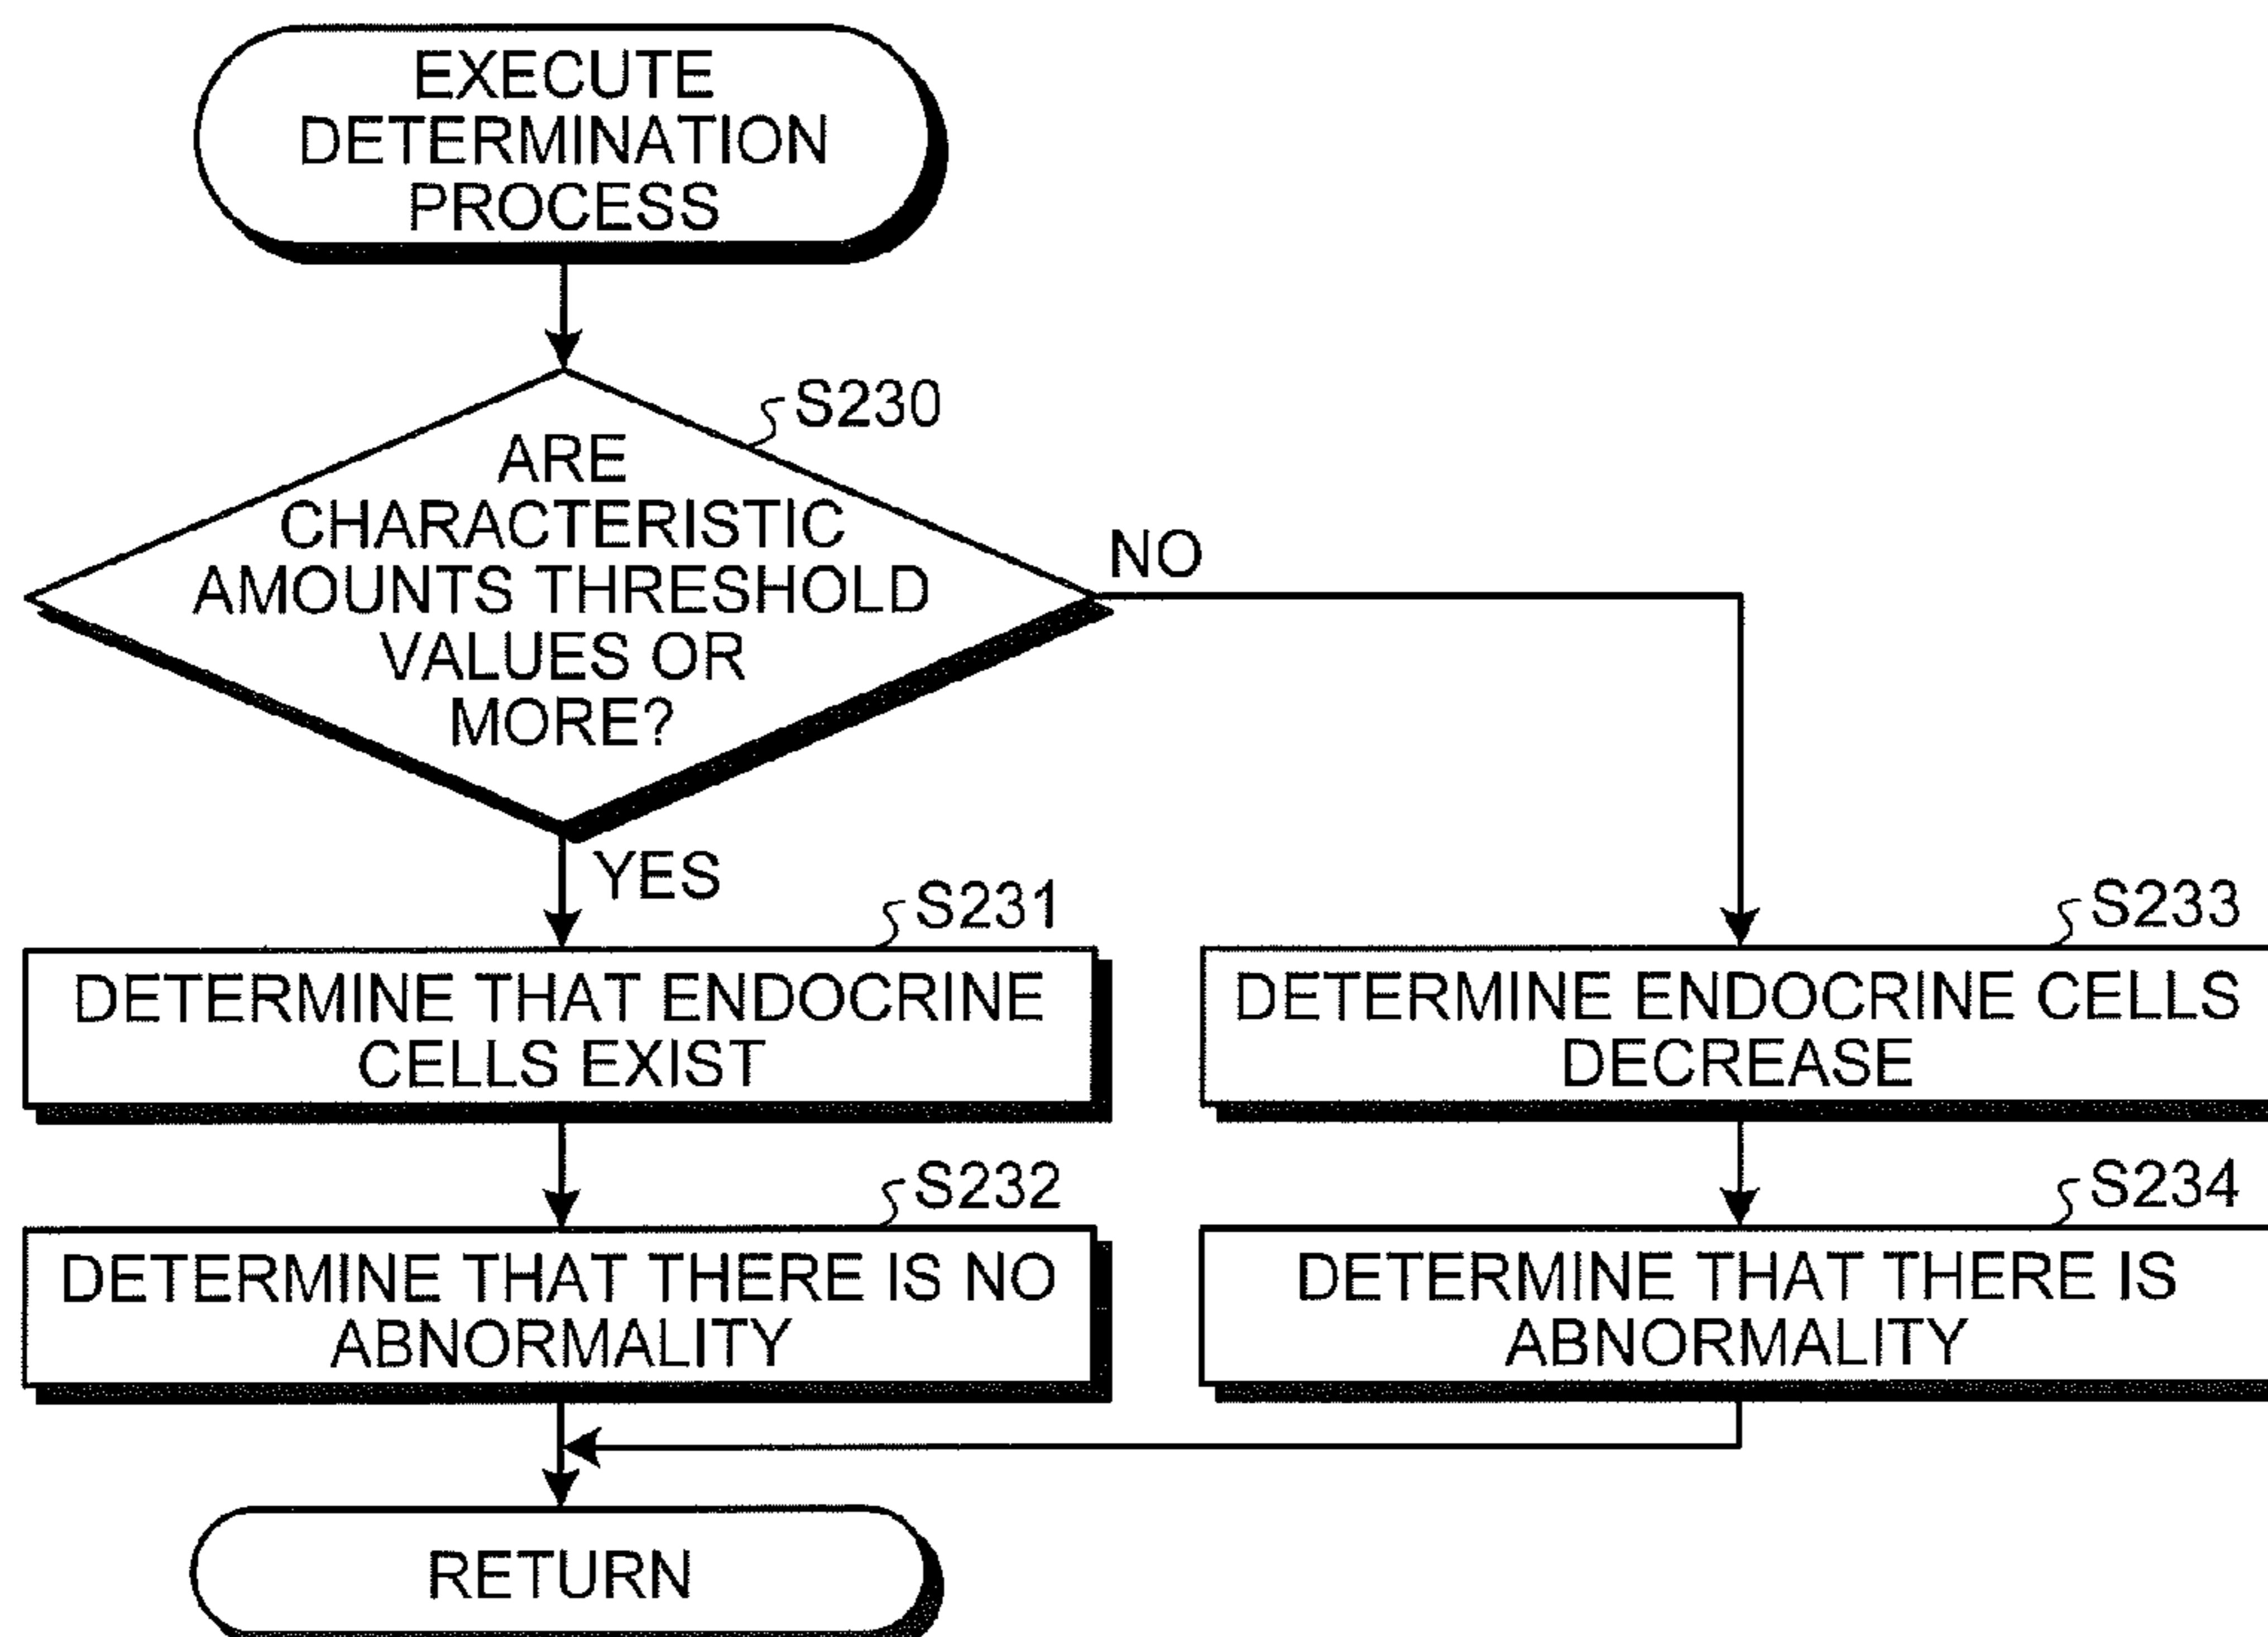 EXECUTE
DETERMINATION
PROCESS
S230
ARE
CHARACTERISTIC
AMOUNTS THRESHOLD
VALUES OR
MORE?
NO
YES
S231
DETERMINE THAT ENDOCRINE
CELLS EXIST
S233
DETERMINE ENDOCRINE CELLS
DECREASE
S232
DETERMINE THAT THERE IS NO
ABNORMALITY
S234
DETERMINE THAT THERE IS
ABNORMALITY
RETURN